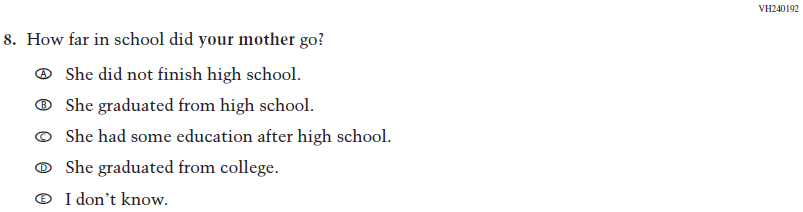 VH240192
8. How far in school did your mother go?
A She did not finish high school.
B She graduated from high school.
C She had some education after high school.
D She graduated from college.
E I don't know.